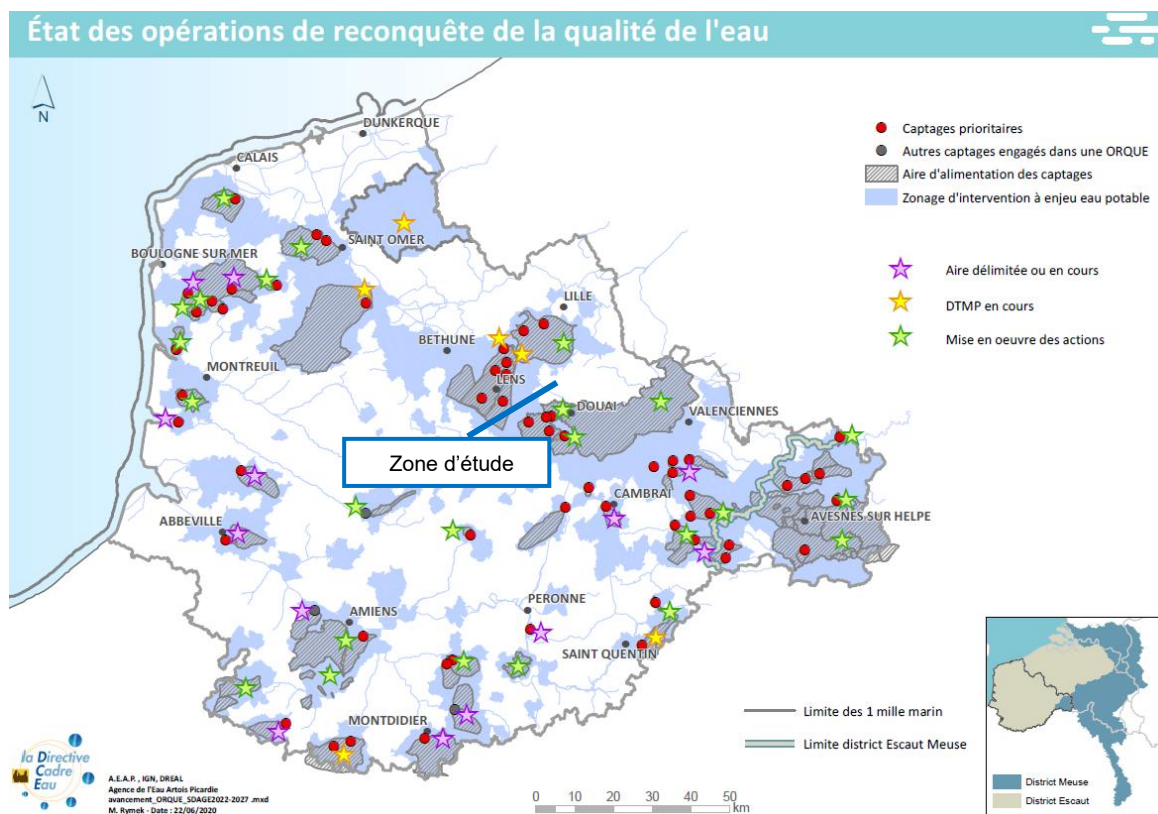 État des opérations de reconquête de la qualité de l'eau
N
DUNKERQUE
CALAIS
SAINT OMER
BOULOGNE SUR MER
LILLE
BETHUNE
MONTREUIL
LENS
DOUAI
VALENCIENNES
Zone d'étude
CAMBRAI
AVESNES SUR HELPE
ABBEVILLE
PERONNE
AMIENS
SAINT QUENTIN
MONTDIDIER
Captages prioritaires
Autres captages engagés dans une ORQUE
Aire d'alimentation des captages
Zonage d'intervention à enjeu eau potable
Aire délimitée ou en cours
DTMP en cours
Mise en oeuvre des actions
Limite des 1 mille marin
Limite district Escaut Meuse
District Meuse
District Escaut
la Directive
Cadre
Eau
A.E.A.P. , IGN, DREAL
Agence de l'Eau Artois Picardie
avancement_ORQUE_SDAGE2022-2027 .mxd
M. Rymek - Date : 22/06/2020
0 10 20 30 40 50
km